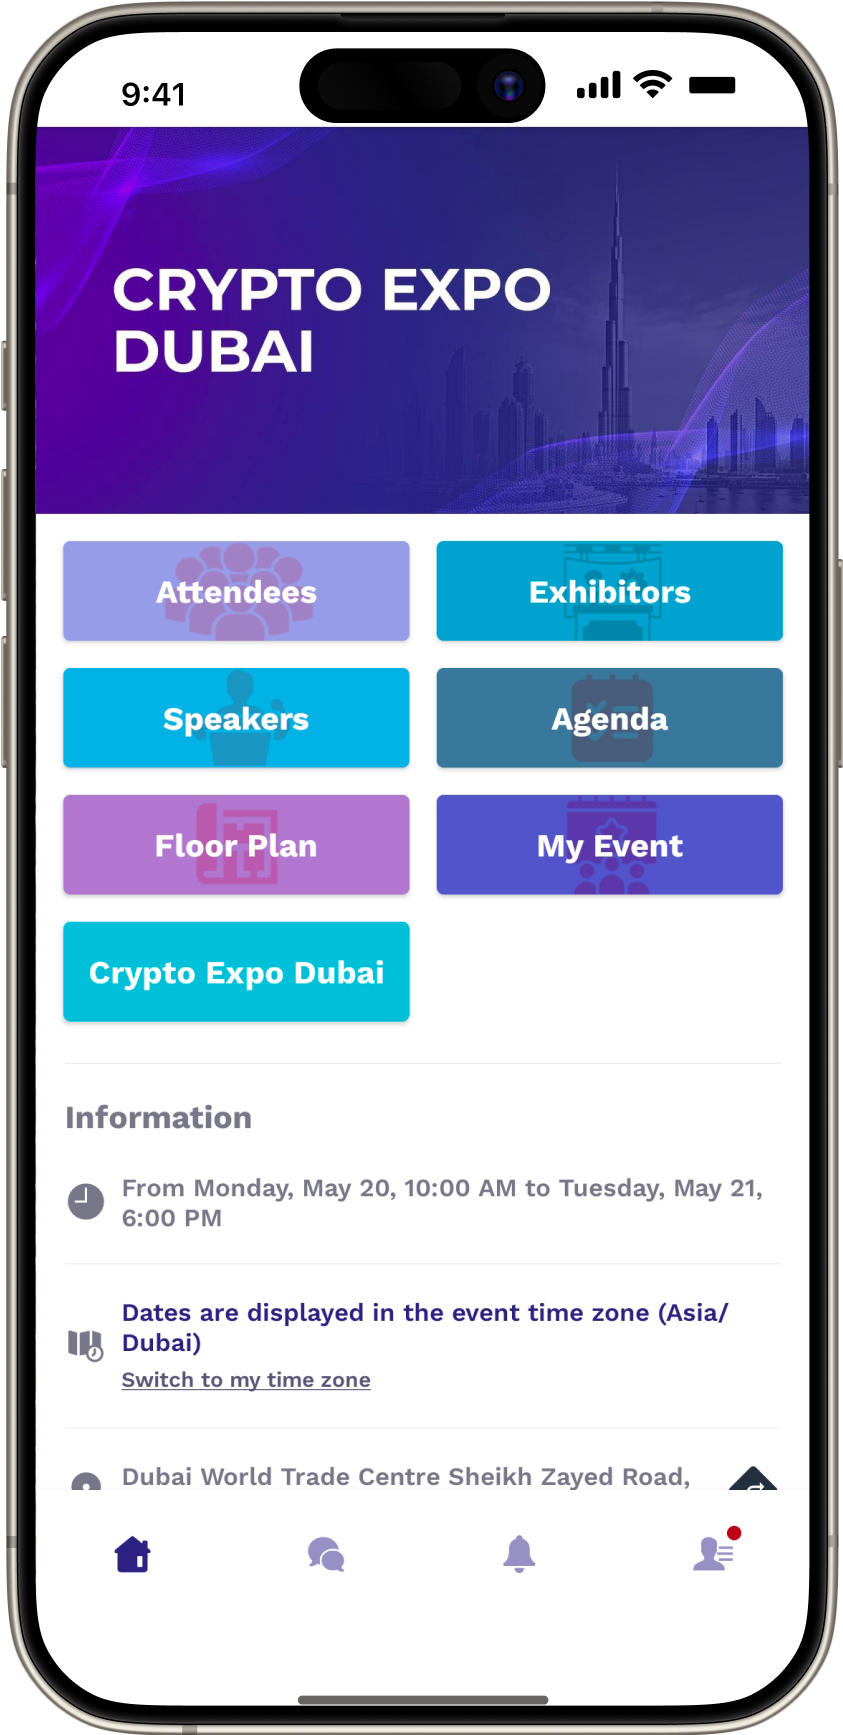 9:41
CRYPTO EXPO
DUBAI
Attendees
Exhibitors
Speakers
Agenda
Floor Plan
My Event
Crypto Expo Dubai
Information
From Monday, May 20, 10:00 AM to Tuesday, May 21,
6:00 PM
Dates are displayed in the event time zone (Asia/
Dubai)
Switch to my time zone
Dubai World Trade Centre Sheikh Zayed Road,